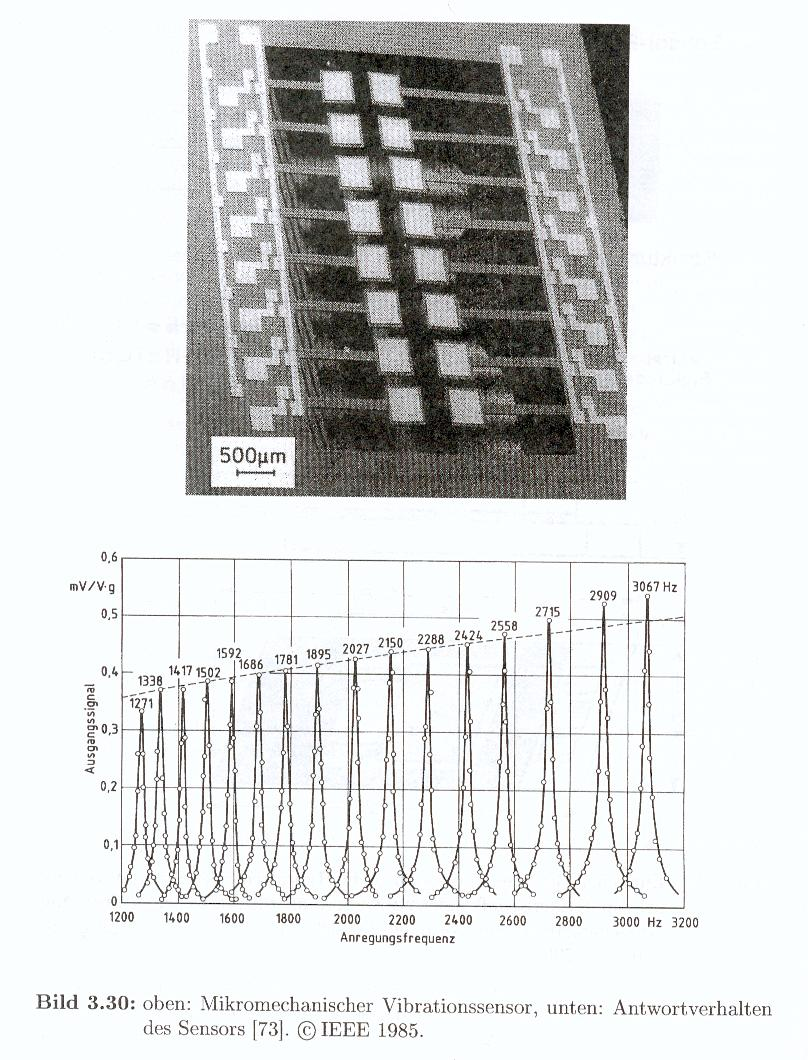 500µm
0,6
mV/V·g
0,5
0,4
0,3
0,2
0,1
0
Ausgangssignal
1271
1338
1417
1502
1592
1686
1781
1895
2027
2150
2288
2424
2558
2715
2909
3067 Hz
1200 1400 1600 1800 2000 2200 2400 2600 2800 3000 Hz 3200
Anregungsfrequenz
Bild 3.30: oben: Mikromechanischer Vibrationssensor, unten: Antwortverhalten
des Sensors [73]. © IEEE 1985.